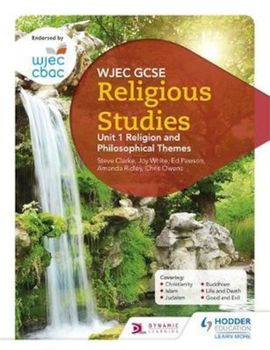 Endorsed by
wjec
cbac
WJEC GCSE
Religious
Studies
Unit 1 Religion and
Philosophical Themes
Steve Clarke, Joy White, Ed Pawson,
Amanda Ridley, Chris Owens
Covering:
• Christianity
• Islam
• Judaism
• Buddhism
• Life and Death
• Good and Evil
DYNAMIC
LEARNING
HODDER
EDUCATION
LEARN MORE